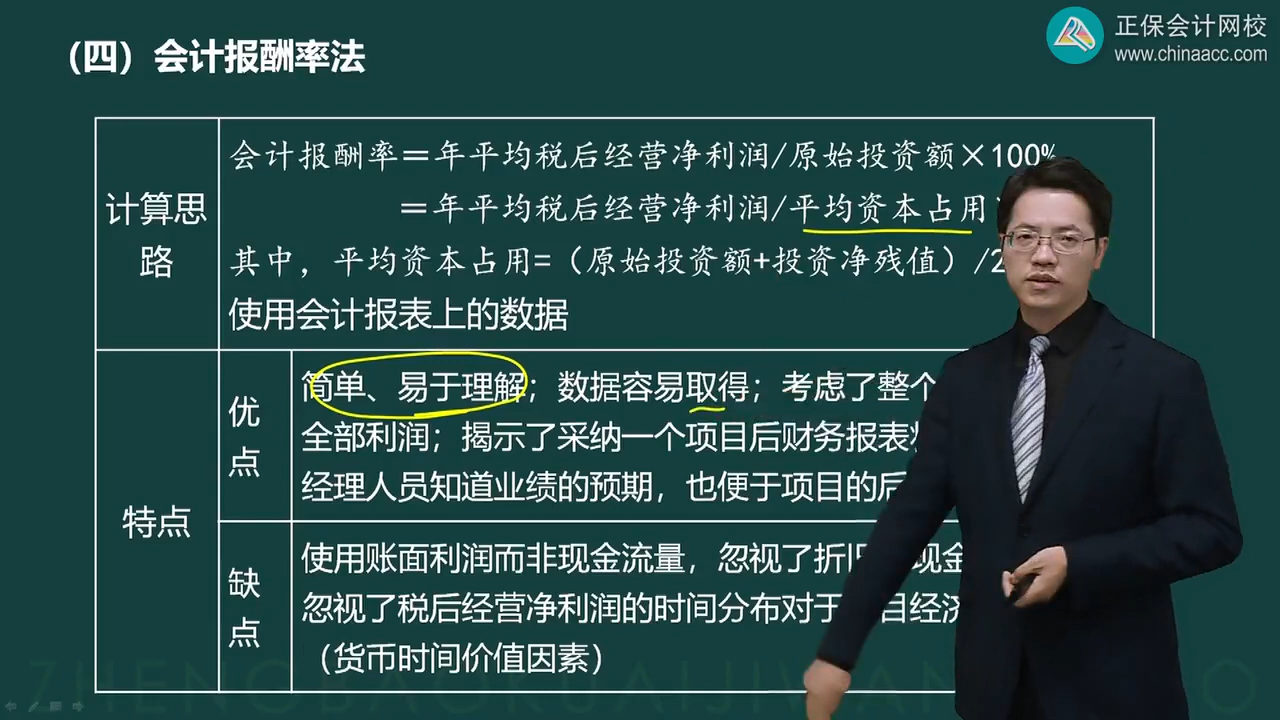 （四）会计报酬率法
正保会计网校
www.chinaacc.com
计算思路
会计报酬率＝年平均税后经营净利润/原始投资额×100%
＝年平均税后经营净利润/平均资本占用
其中，平均资本占用=（原始投资额+投资净残值）/2
使用会计报表上的数据
特点
优点
简单、易于理解；数据容易取得；考虑了整个
全部利润；揭示了采纳一个项目后财务报表
经理人员知道业绩的预期，也便于项目的后
缺点
使用账面利润而非现金流量，忽视了折旧 现金
忽视了税后经营净利润的时间分布对于 目经济
（货币时间价值因素）
ZHENGBAOKUAIJIWAN